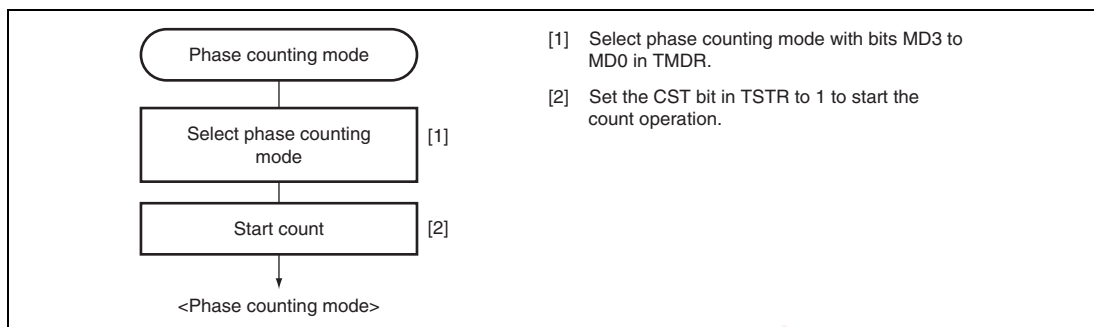 Phase counting mode
Select phase counting
mode
[1]
Start count
[2]
<Phase counting mode>
[1] Select phase counting mode with bits MD3 to
MD0 in TMDR.
[2] Set the CST bit in TSTR to 1 to start the
count operation.